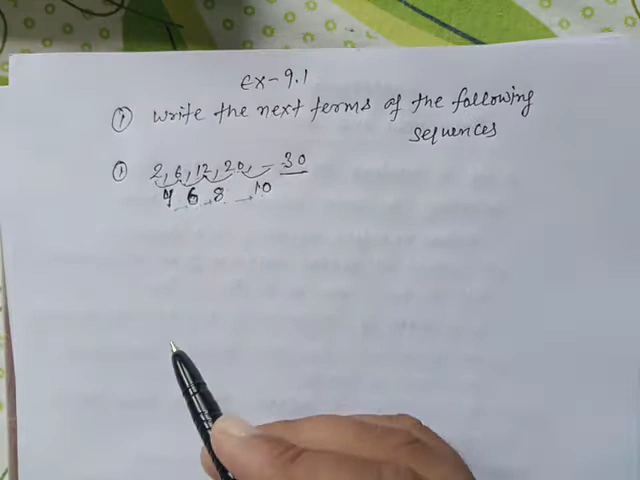 Ex-9.1
① Write the next terms of the following
sequences
① 2, 6, 12, 20, - 30
4 6 8 10